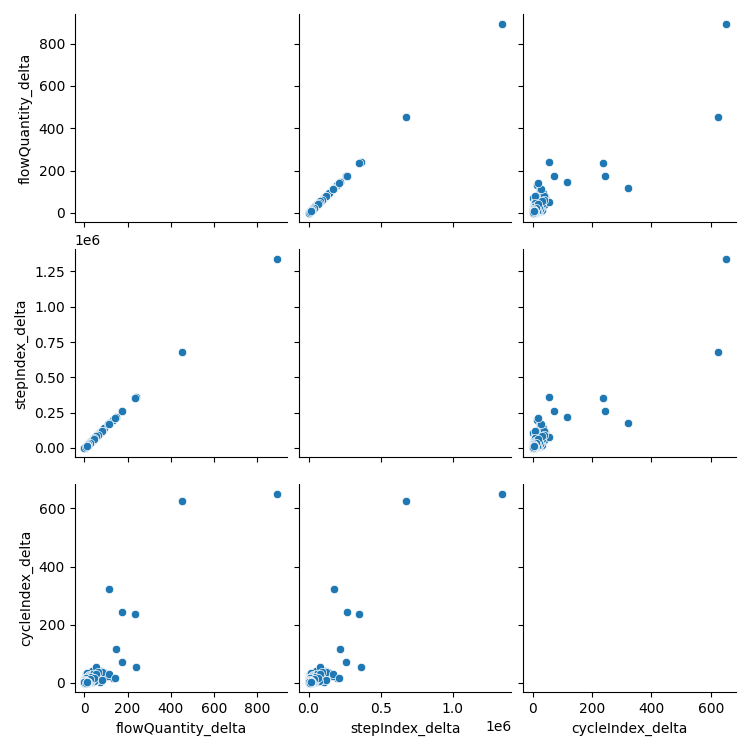 flowQuantity_delta
800
600
400
200
0
1e6
stepIndex_delta
1.25
1.00
0.75
0.50
0.25
0.00
cycleIndex_delta
600
400
200
0
0 200 400 600 800
0.0 0.5 1.0
1e6
0 200 400 600
flowQuantity_delta stepIndex_delta cycleIndex_delta